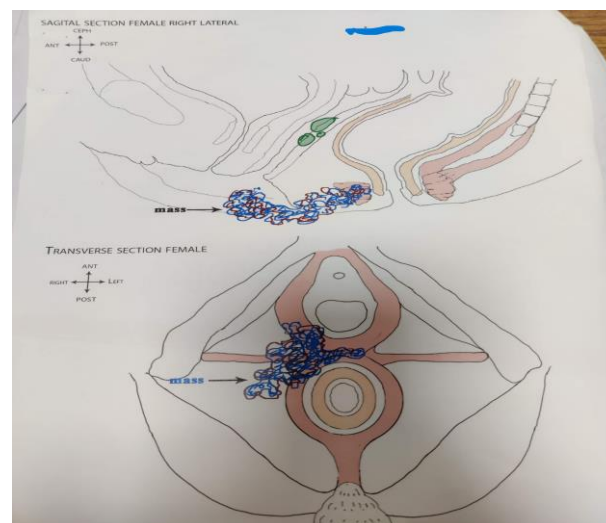 SAGITAL SECTION FEMALE RIGHT LATERAL
CEPH
ANT POST
CAUD
mass
TRANSVERSE SECTION FEMALE
ANT
RIGHT LEFT
POST
mass